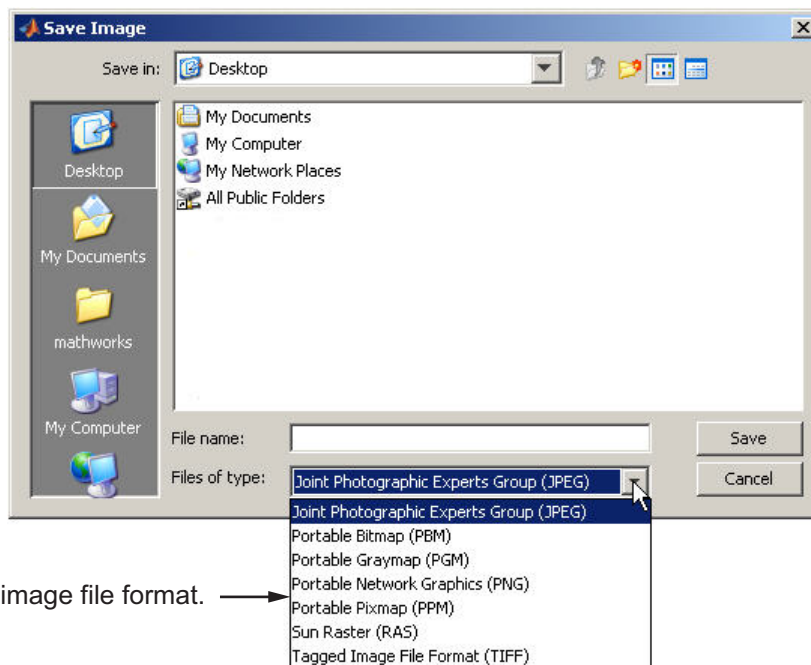 Save Image
Save in: Desktop
Desktop
My Documents
mathworks
My Computer
My Documents
My Computer
My Network Places
All Public Folders
File name:
Save
Files of type: Joint Photographic Experts Group (JPEG)
Cancel
Joint Photographic Experts Group (JPEG)
Portable Bitmap (PBM)
Portable Graymap (PGM)
Portable Network Graphics (PNG)
Portable Pixmap (PPM)
Sun Raster (RAS)
Tagged Image File Format (TIFF)
image file format.